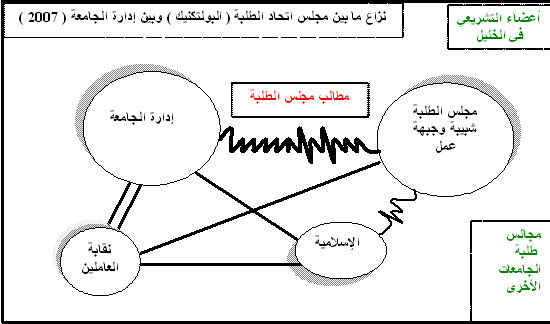 نزاع ما بين مجلس اتحاد الطلبة ( البولتكنيك ) وبين إدارة الجامعة ( 2007 )
أعضاء التشريعي
في الخليل
مطالب مجلس الطلبة
مجلس الطلبة
شبيبة وجبهة
عمل
إدارة الجامعة
الإسلامية
نقابة
العاملين
مجالس
طلبة
الجامعات
الأخرى